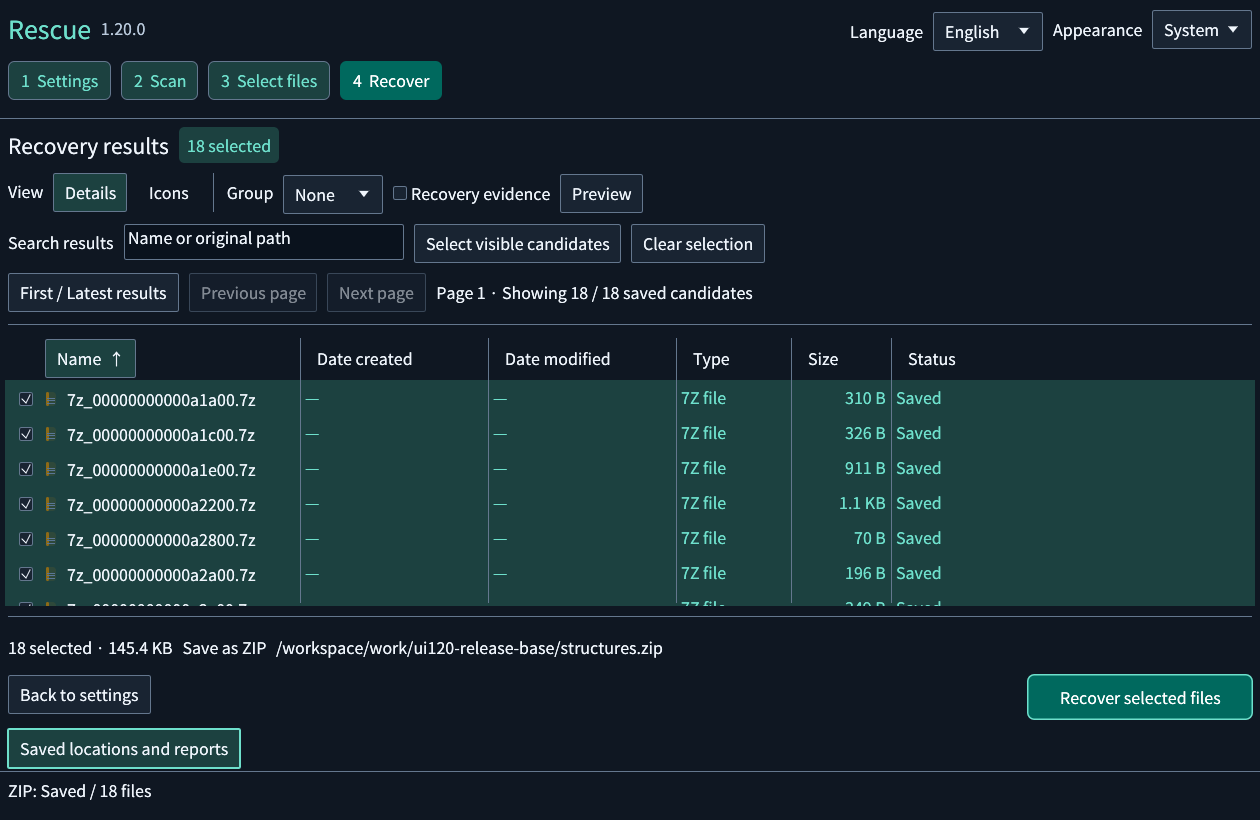 Rescue 1.20.0 Language English Appearance System
1 Settings 2 Scan 3 Select files 4 Recover
Recovery results 18 selected
View Details Icons Group None Recovery evidence Preview
Search results Name or original path Select visible candidates Clear selection
First / Latest results Previous page Next page Page 1 · Showing 18 / 18 saved candidates
Name ↑ Date created Date modified Type Size Status
7z_00000000000a1a00.7z — — 7Z file 310 B Saved
7z_00000000000a1c00.7z — — 7Z file 326 B Saved
7z_00000000000a1e00.7z — — 7Z file 911 B Saved
7z_00000000000a2200.7z — — 7Z file 1.1 KB Saved
7z_00000000000a2800.7z — — 7Z file 70 B Saved
7z_00000000000a2a00.7z — — 7Z file 196 B Saved
18 selected · 145.4 KB Save as ZIP /workspace/work/ui120-release-base/structures.zip
Back to settings Recover selected files
Saved locations and reports
ZIP: Saved / 18 files